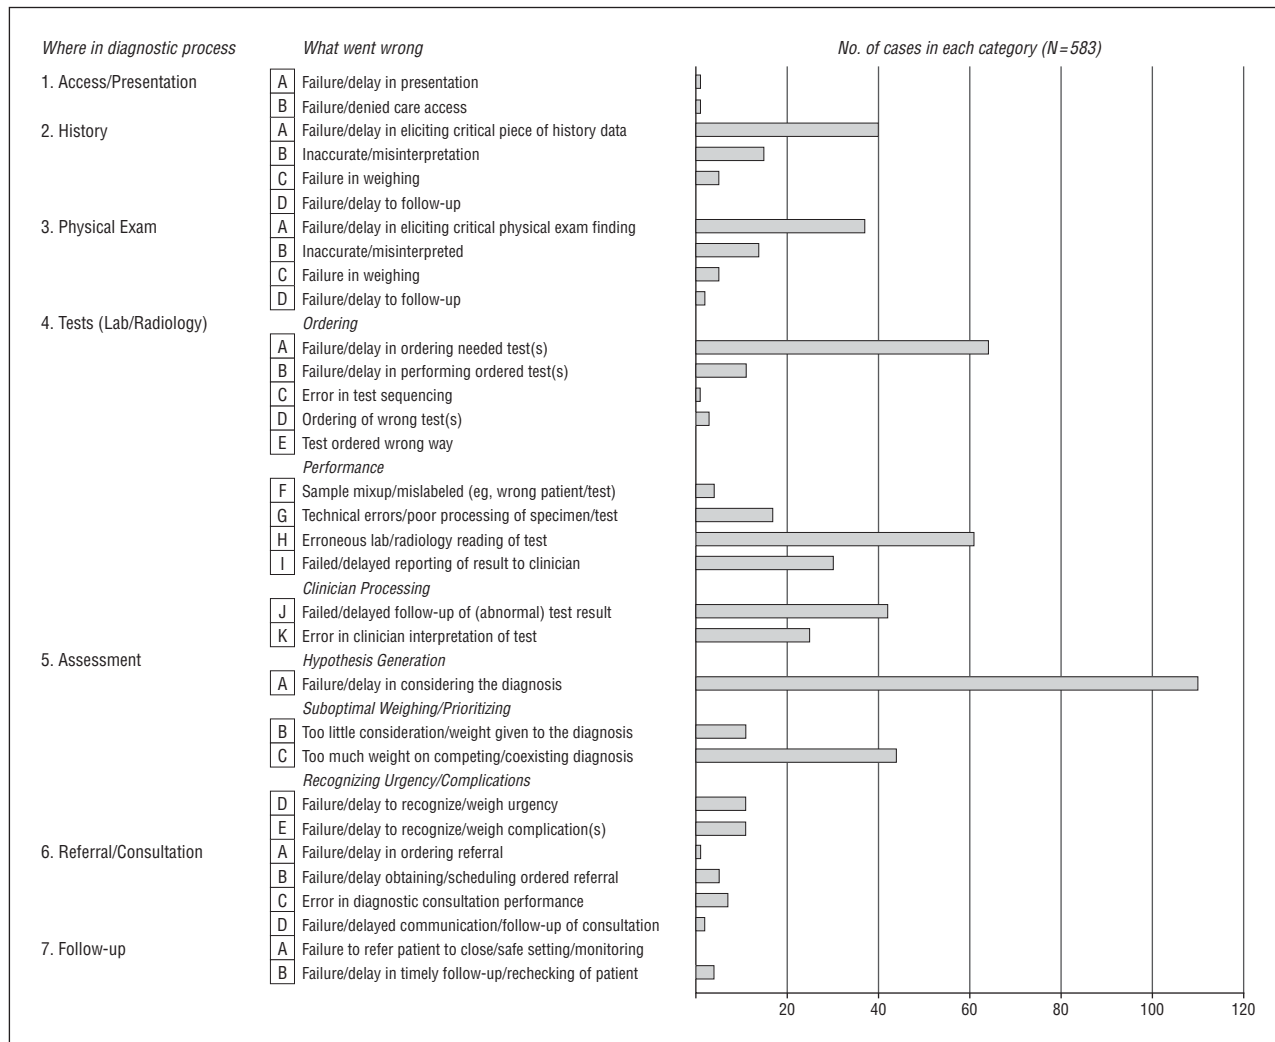 Where in diagnostic process What went wrong No. of cases in each category (N=583)
1. Access/Presentation A Failure/delay in presentation
B Failure/denied care access
2. History A Failure/delay in eliciting critical piece of history data
B Inaccurate/misinterpretation
C Failure in weighing
D Failure/delay to follow-up
3. Physical Exam A Failure/delay in eliciting critical physical exam finding
B Inaccurate/misinterpreted
C Failure in weighing
D Failure/delay to follow-up
4. Tests (Lab/Radiology) Ordering
A Failure/delay in ordering needed test(s)
B Failure/delay in performing ordered test(s)
C Error in test sequencing
D Ordering of wrong test(s)
E Test ordered wrong way
Performance
F Sample mixup/mislabeled (eg, wrong patient/test)
G Technical errors/poor processing of specimen/test
H Erroneous lab/radiology reading of test
I Failed/delayed reporting of result to clinician
Clinician Processing
J Failed/delayed follow-up of (abnormal) test result
K Error in clinician interpretation of test
5. Assessment Hypothesis Generation
A Failure/delay in considering the diagnosis
Suboptimal Weighing/Prioritizing
B Too little consideration/weight given to the diagnosis
C Too much weight on competing/coexisting diagnosis
Recognizing Urgency/Complications
D Failure/delay to recognize/weigh urgency
E Failure/delay to recognize/weigh complication(s)
6. Referral/Consultation A Failure/delay in ordering referral
B Failure/delay obtaining/scheduling ordered referral
C Error in diagnostic consultation performance
D Failure/delayed communication/follow-up of consultation
7. Follow-up A Failure to refer patient to close/safe setting/monitoring
B Failure/delay in timely follow-up/rechecking of patient
20 40 60 80 100 120